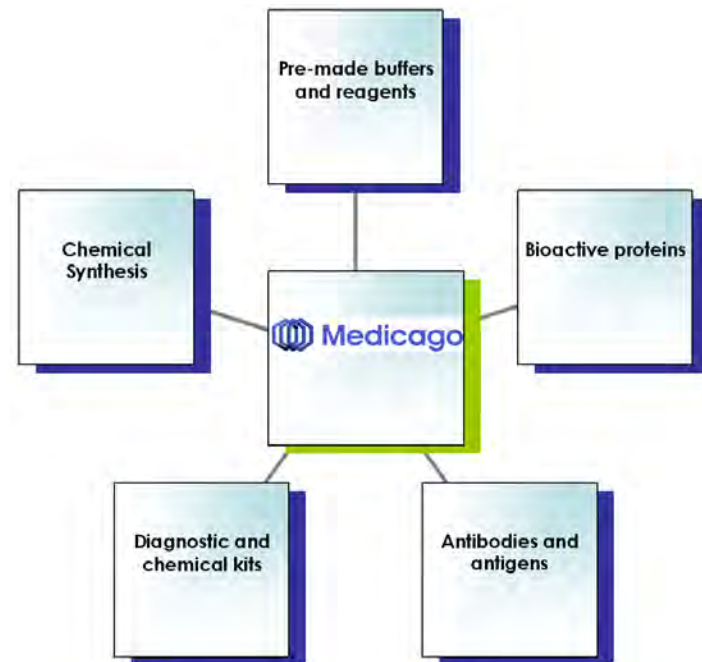 Pre-made buffers
and reagents
Chemical
Synthesis
Bioactive proteins
Medicago
Diagnostic and
chemical kits
Antibodies and
antigens